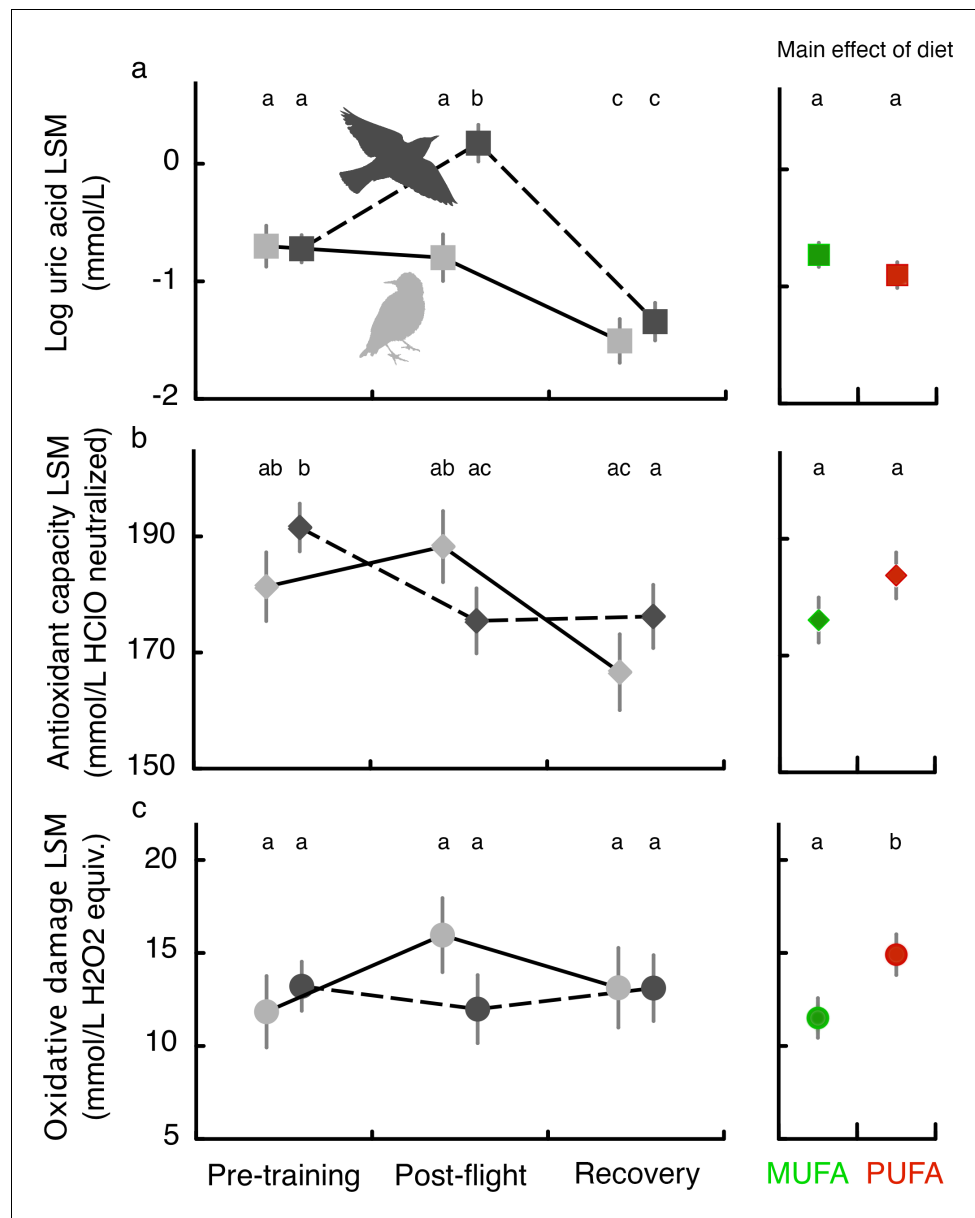 Main effect of diet
a
a a a b c c
a a
Log uric acid LSM
(mmol/L)
0
-1
-2
b
ab b ab ac ac a
a a
Antioxidant capacity LSM
(mmol/L HClO neutralized)
190
170
150
c
a a a a a a
a b
Oxidative damage LSM
(mmol/L H2O2 equiv.)
20
15
10
5
Pre-training Post-flight Recovery
MUFA PUFA